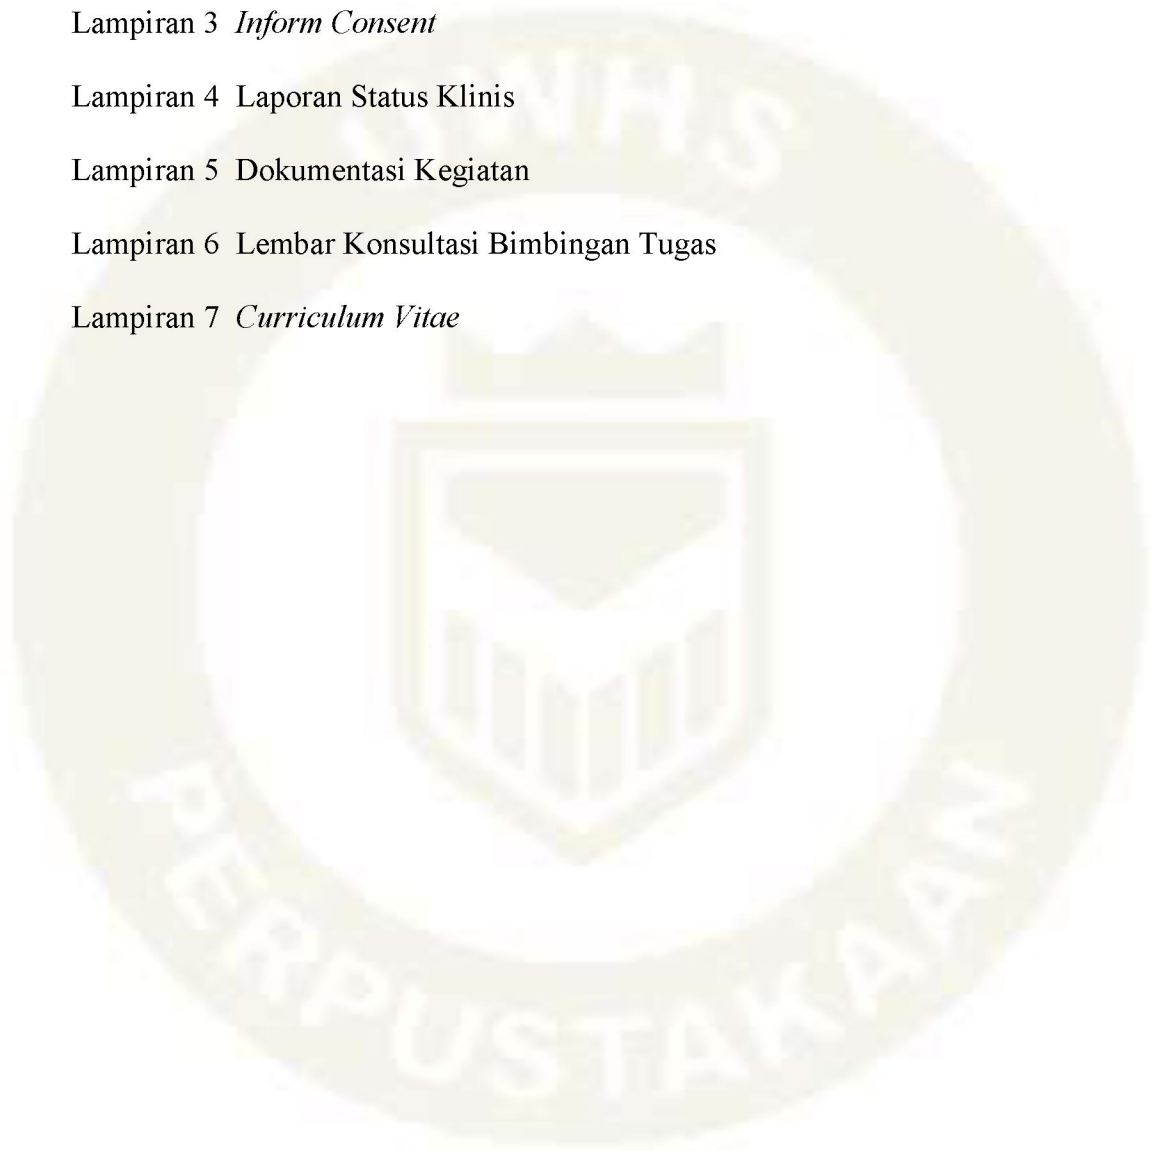 Lampiran 3 Inform Consent
Lampiran 4 Laporan Status Klinis
Lampiran 5 Dokumentasi Kegiatan
Lampiran 6 Lembar Konsultasi Bimbingan Tugas
Lampiran 7 Curriculum Vitae
UWHS
PERPUSTAKAAN